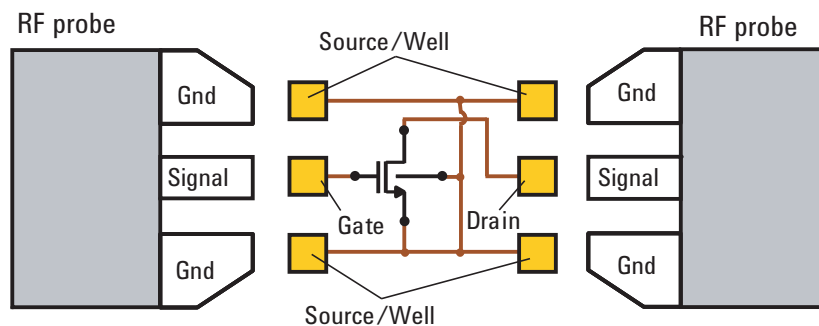 RF probe
RF probe
Source/Well
Gnd
Gnd
Signal
Signal
Gate
Drain
Gnd
Gnd
Source/Well